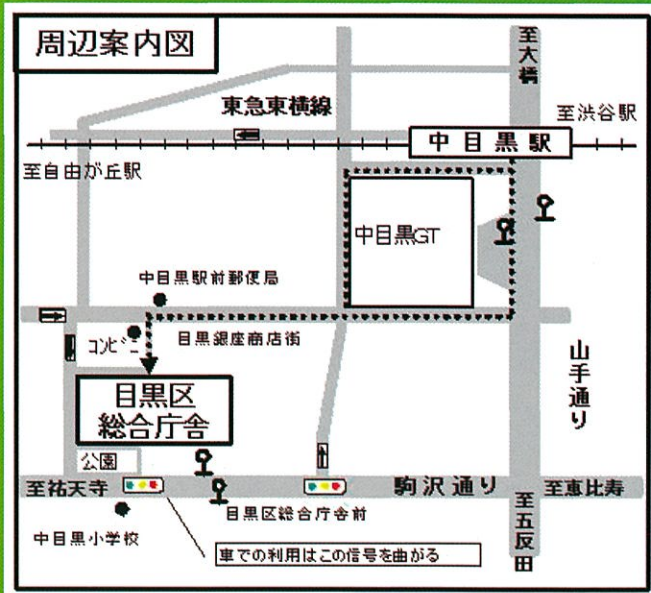 周辺案内図
至大橋
東急東横線
至渋谷駅
中目黒駅
至自由が丘駅
中目黒GT
中目黒駅前郵便局
コンビニ
目黒銀座商店街
山手通り
目黒区
総合庁舎
公園
至祐天寺
駒沢通り
至恵比寿
目黒区総合庁舎前
至五反田
中目黒小学校
車での利用はこの信号を曲がる